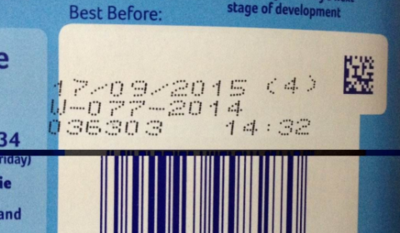 Best Before:
stage of development
17/09/2015 (4)
W-077-2014
036303 14:32
e
34
riday)
ie
and